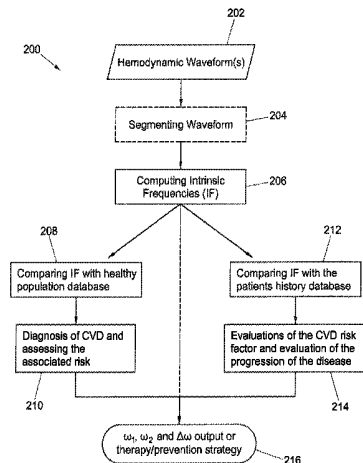 202
200
Hemodynamic Waveform(s)
204
Segmenting Waveform
Computing Intrinsic
Frequencies (IF)
206
208
212
Comparing IF with healthy
population database
Comparing IF with the
patients history database
Diagnosis of CVD and
assessing the
associated risk
Evaluations of the CVD risk
factor and evaluation of the
progression of the disease
210
214
ω₁, ω₂ and Δω output or
therapy/prevention strategy
216